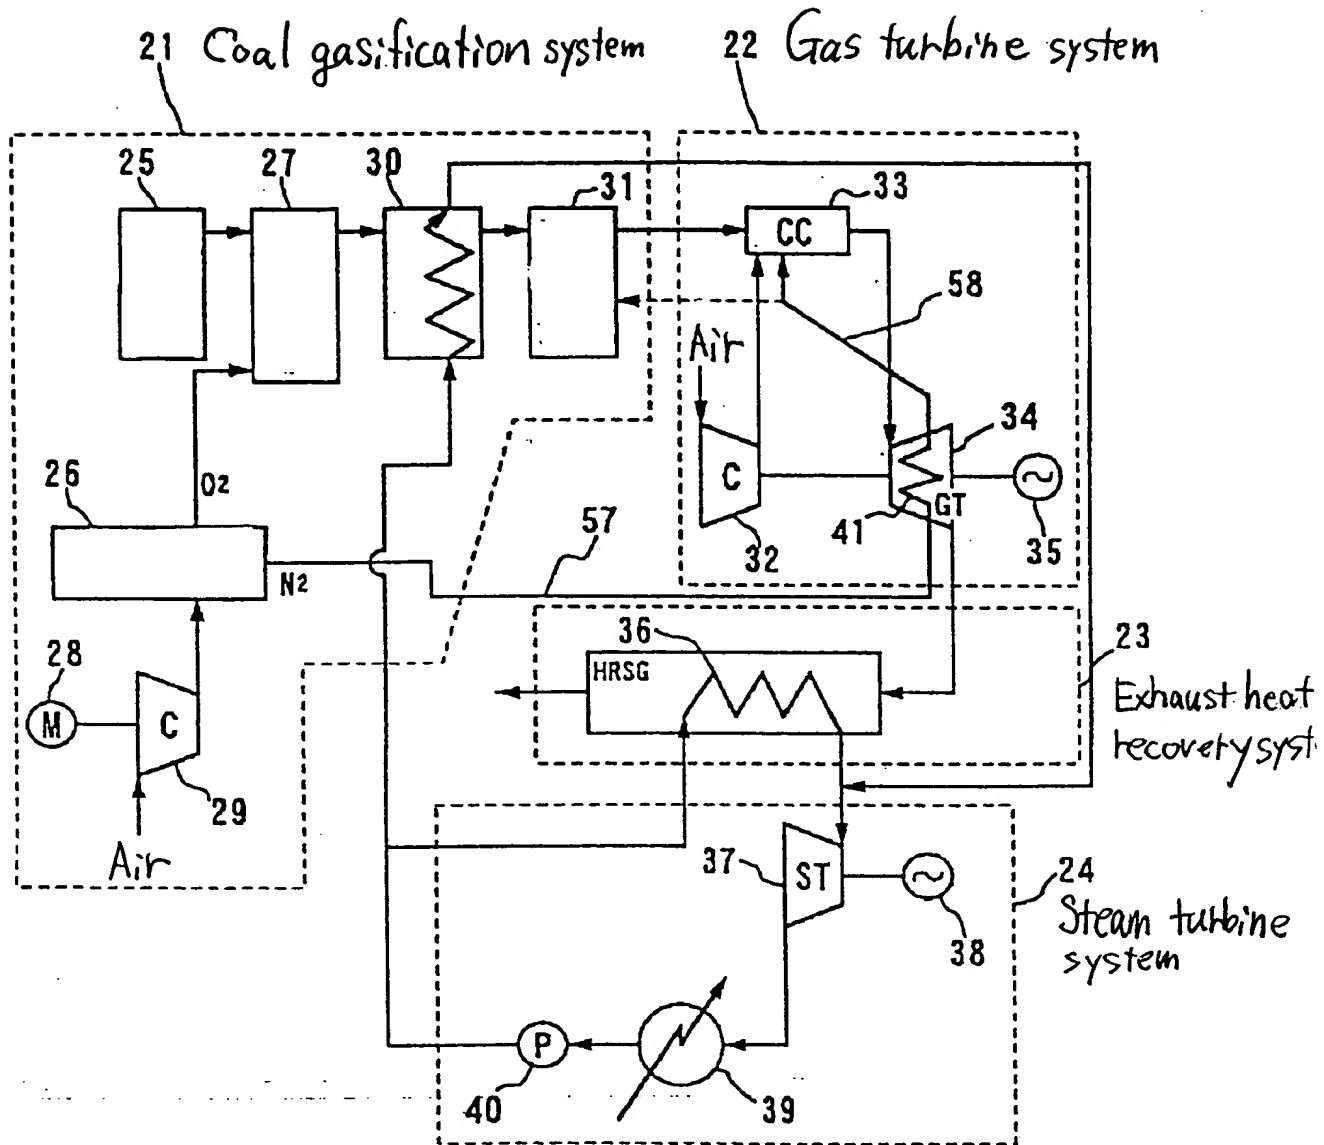 21 Coal gasification system
22 Gas turbine system
25
27
30
31
33
CC
58
Air
34
26
O2
C
GT
41
32
35
57
N2
36
HRSG
23
28
M
C
29
Air
Exhaust heat
recovery syst
37
ST
24
38
Steam turbine
system
P
40
39